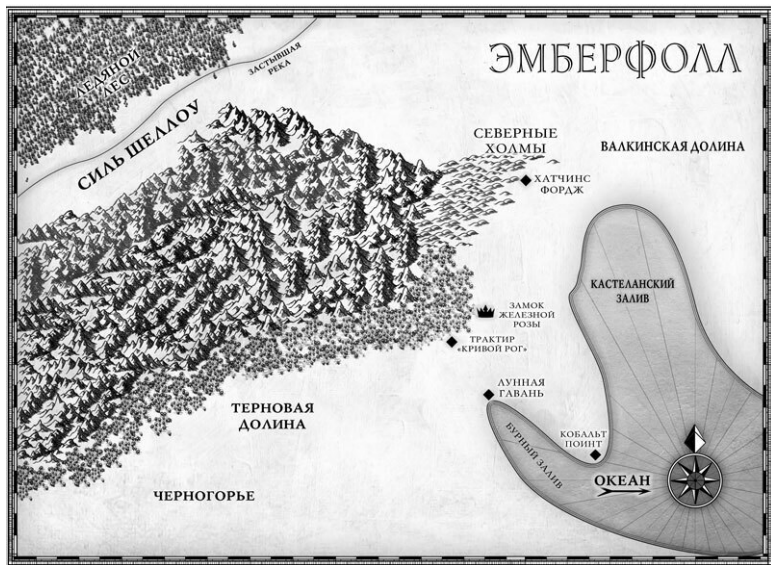 ЭМБЕРФОЛЛ
ЛЕДЯНОЙ
ЛЕС
ЗАСТЫВШАЯ
РЕКА
СИЛЬ ШЕЛЛОУ
СЕВЕРНЫЕ
ХОЛМЫ
ВАЛКИНСКАЯ ДОЛИНА
ХАТЧИНС
ФОРДЖ
КАСТЕЛАНСКИЙ
ЗАЛИВ
ЗАМОК
ЖЕЛЕЗНОЙ
РОЗЫ
ТРАКТИР
«КРИВОЙ РОГ»
ЛУННАЯ
ГАВАНЬ
ТЕРНОВАЯ
ДОЛИНА
КОБАЛЬТ
ПОИНТ
БУРНЫЙ ЗАЛИВ
ОКЕАН
ЧЕРНОГОРЬЕ